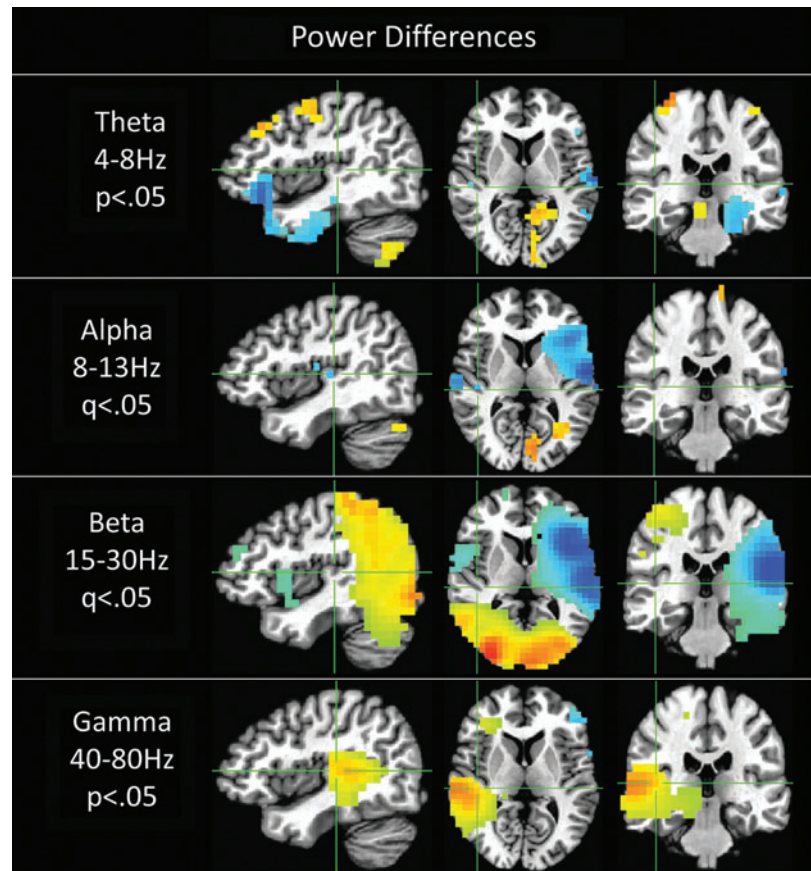 Power Differences
Theta
4-8Hz
p<.05
Alpha
8-13Hz
q<.05
Beta
15-30Hz
q<.05
Gamma
40-80Hz
p<.05